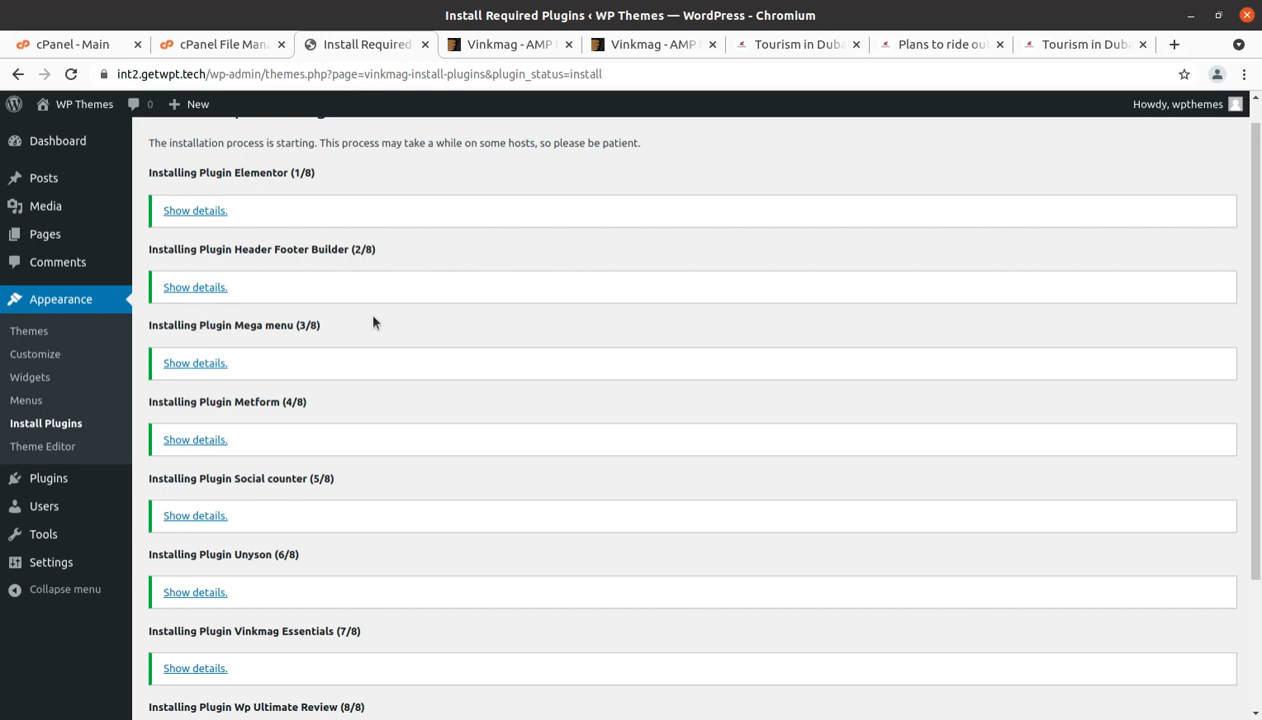 Install Required Plugins ‹ WP Themes — WordPress - Chromium
cPanel - Main
cPanel File Man
Install Required
Vinkmag - AMP
Vinkmag - AMP
Tourism in Duba
Plans to ride ou
Tourism in Duba
int2.getwpt.tech/wp-admin/themes.php?page=vinkmag-install-plugins&plugin_status=install
WP Themes
0
New
Howdy, wpthemes
Dashboard
Posts
Media
Pages
Comments
Appearance
Themes
Customize
Widgets
Menus
Install Plugins
Theme Editor
Plugins
Users
Tools
Settings
Collapse menu
The installation process is starting. This process may take a while on some hosts, so please be patient.
Installing Plugin Elementor (1/8)
Show details.
Installing Plugin Header Footer Builder (2/8)
Show details.
Installing Plugin Mega menu (3/8)
Show details.
Installing Plugin Metform (4/8)
Show details.
Installing Plugin Social counter (5/8)
Show details.
Installing Plugin Unyson (6/8)
Show details.
Installing Plugin Vinkmag Essentials (7/8)
Show details.
Installing Plugin Wp Ultimate Review (8/8)